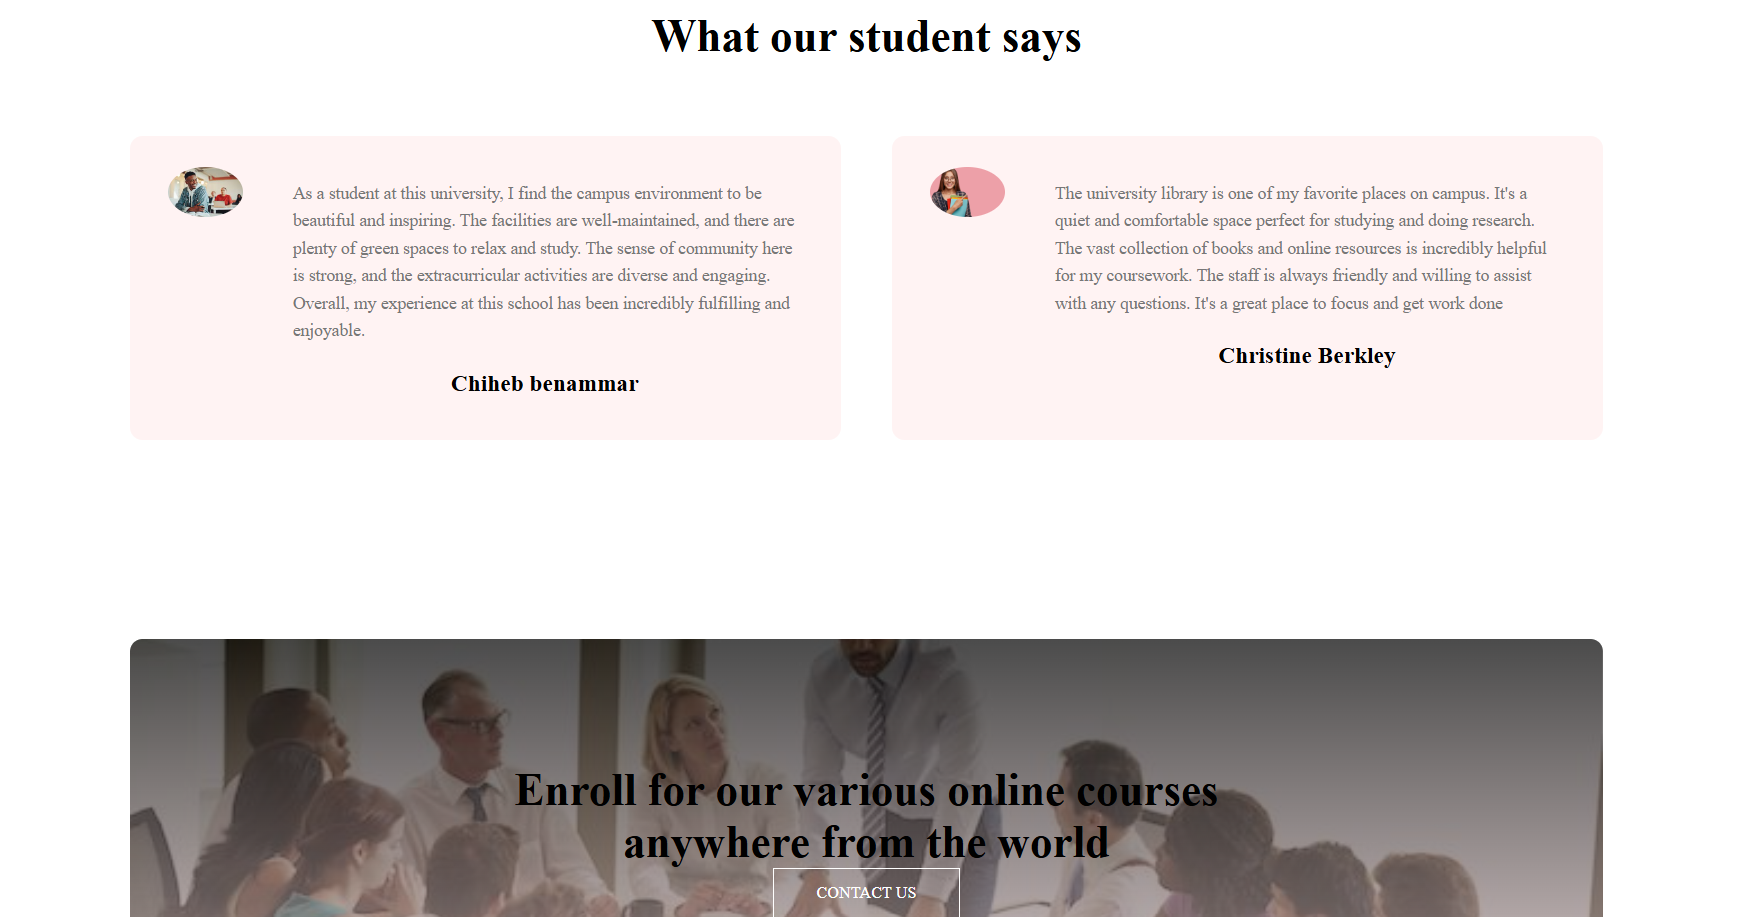 What our student says
As a student at this university, I find the campus environment to be
beautiful and inspiring. The facilities are well-maintained, and there are
plenty of green spaces to relax and study. The sense of community here
is strong, and the extracurricular activities are diverse and engaging.
Overall, my experience at this school has been incredibly fulfilling and
enjoyable.
Chiheb benammar
The university library is one of my favorite places on campus. It's a
quiet and comfortable space perfect for studying and doing research.
The vast collection of books and online resources is incredibly helpful
for my coursework. The staff is always friendly and willing to assist
with any questions. It's a great place to focus and get work done
Christine Berkley
Enroll for our various online courses
anywhere from the world
CONTACT US